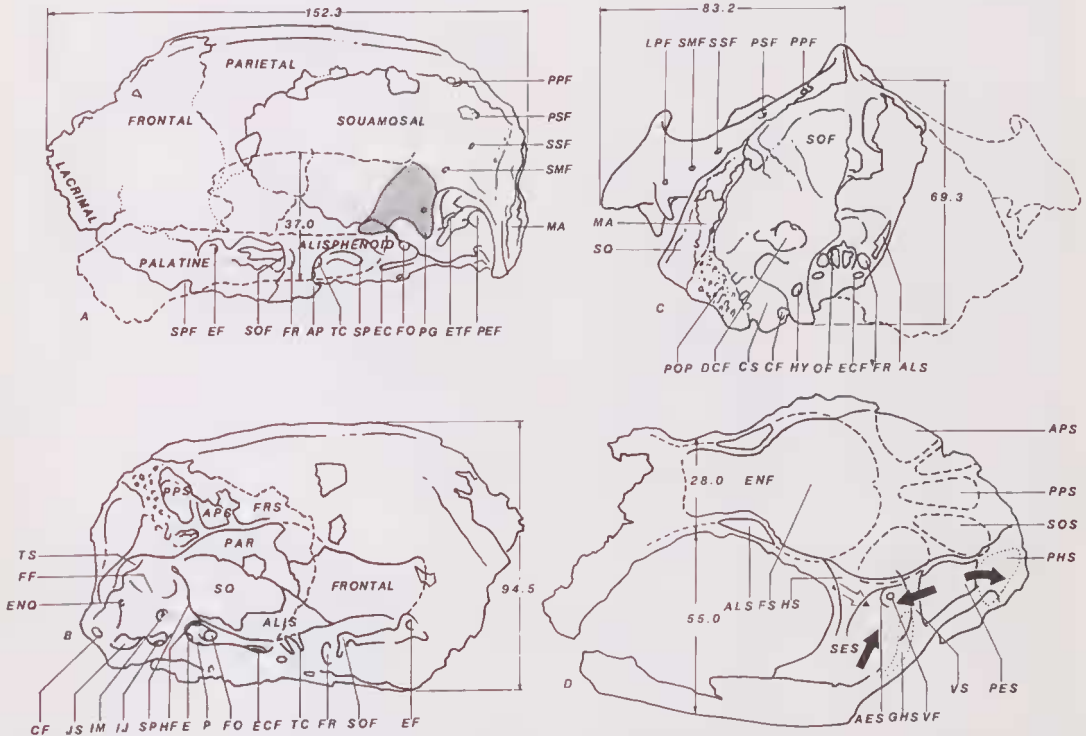 152.3
PARIETAL
FRONTAL
SQUAMOSAL
LACRIMAL
37.0
ALISPHENOID
PALATINE
PPF
PSF
SSF
SMF
MA
A
SPF EF SOF FR AP TC SP EC FO PG ETF PEF
83.2
LPF SMF SSF PSF PPF
SOF
69.3
MA
SQ
C
POP DCF CS CF HY OF ECF FR ALS
PPS
APS
FRS
PAR
TS
FF
SQ
FRONTAL
94.5
ENO
ALIS
B
CF JS IM IJ SP HF E P FO ECF TC FR SOF EF
APS
28.0 ENF
PPS
SOS
PHS
ALS FS HS
55.0
SES
D
VS PES
AES GHS VF